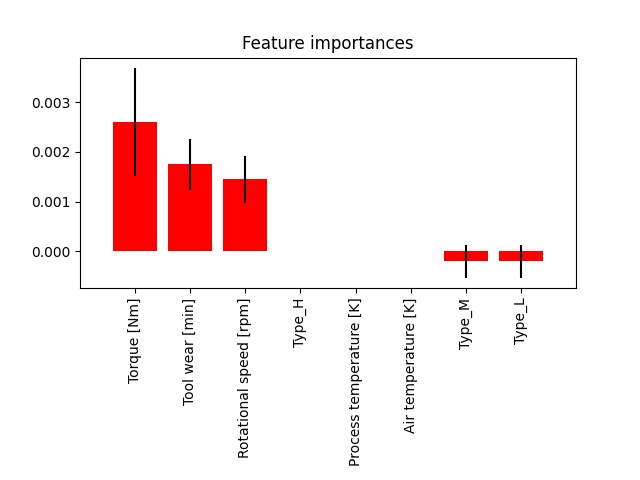 Feature importances
0.003
0.002
0.001
0.000
Torque [Nm]
Tool wear [min]
Rotational speed [rpm]
Type_H
Process temperature [K]
Air temperature [K]
Type_M
Type_L